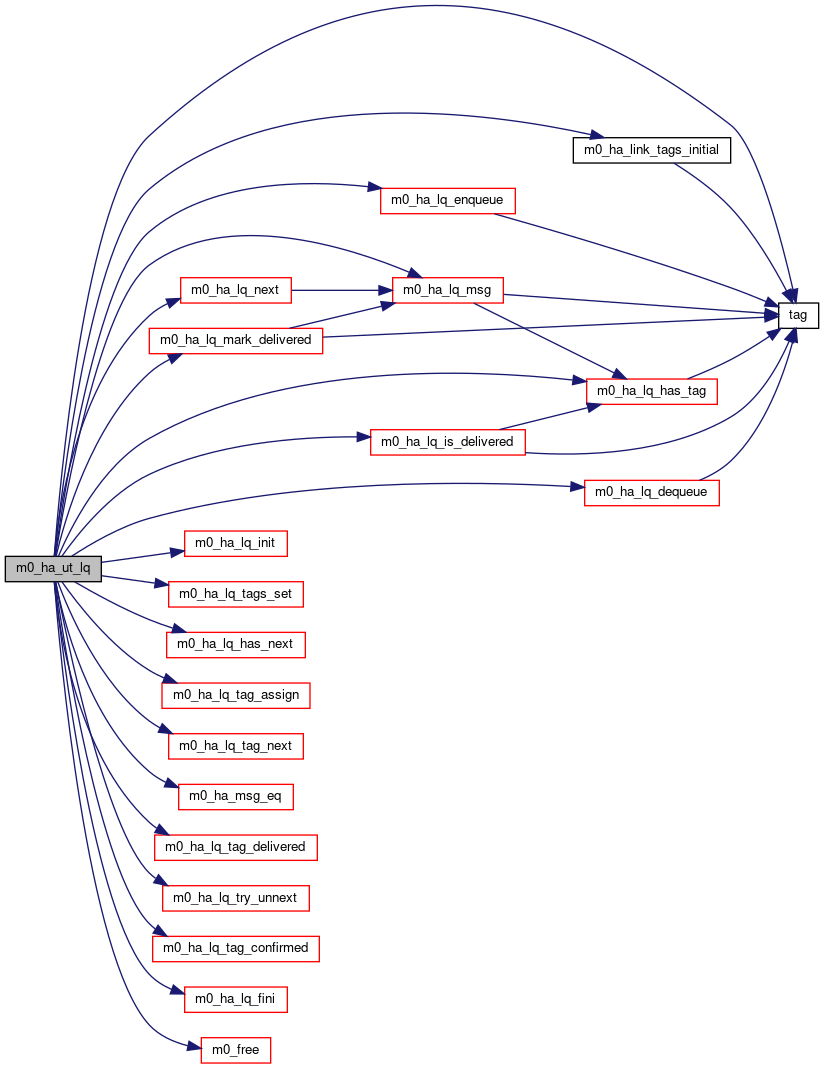 m0_ha_link_tags_initial
m0_ha_lq_enqueue
m0_ha_lq_next
m0_ha_lq_msg
tag
m0_ha_lq_mark_delivered
m0_ha_lq_has_tag
m0_ha_lq_is_delivered
m0_ha_lq_dequeue
m0_ha_lq_init
m0_ha_ut_lq
m0_ha_lq_tags_set
m0_ha_lq_has_next
m0_ha_lq_tag_assign
m0_ha_lq_tag_next
m0_ha_msg_eq
m0_ha_lq_tag_delivered
m0_ha_lq_try_unnext
m0_ha_lq_tag_confirmed
m0_ha_lq_fini
m0_free